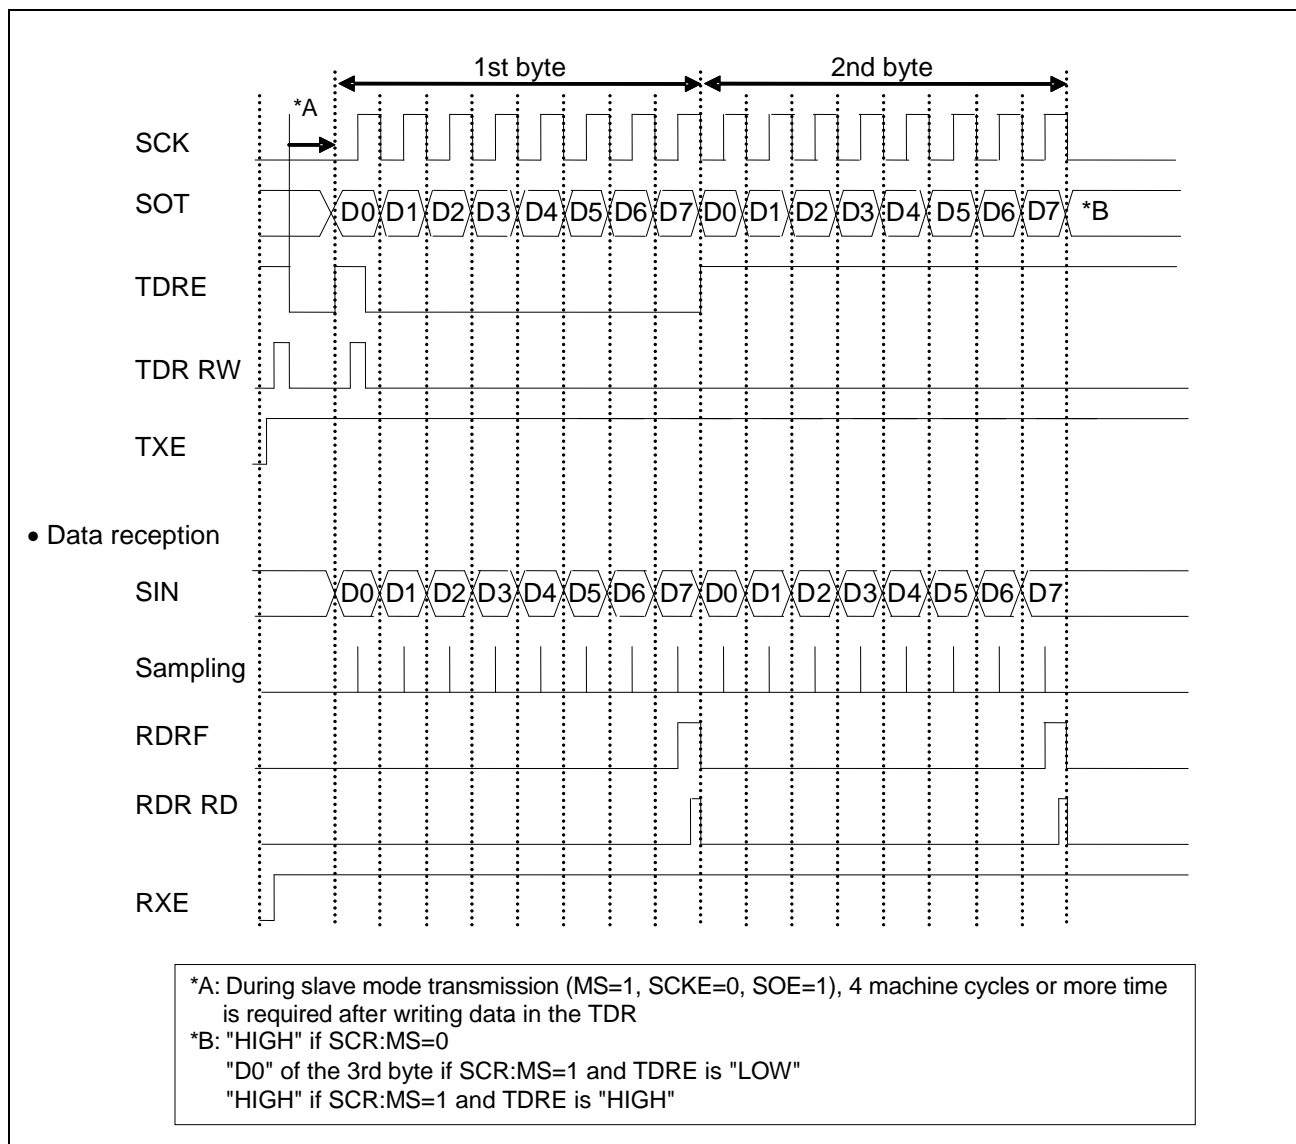 1st byte 2nd byte
*A
SCK
SOT D0 D1 D2 D3 D4 D5 D6 D7 D0 D1 D2 D3 D4 D5 D6 D7 *B
TDRE
TDR RW
TXE
• Data reception
SIN D0 D1 D2 D3 D4 D5 D6 D7 D0 D1 D2 D3 D4 D5 D6 D7
Sampling
RDRF
RDR RD
RXE
*A: During slave mode transmission (MS=1, SCKE=0, SOE=1), 4 machine cycles or more time
is required after writing data in the TDR
*B: "HIGH" if SCR:MS=0
"D0" of the 3rd byte if SCR:MS=1 and TDRE is "LOW"
"HIGH" if SCR:MS=1 and TDRE is "HIGH"